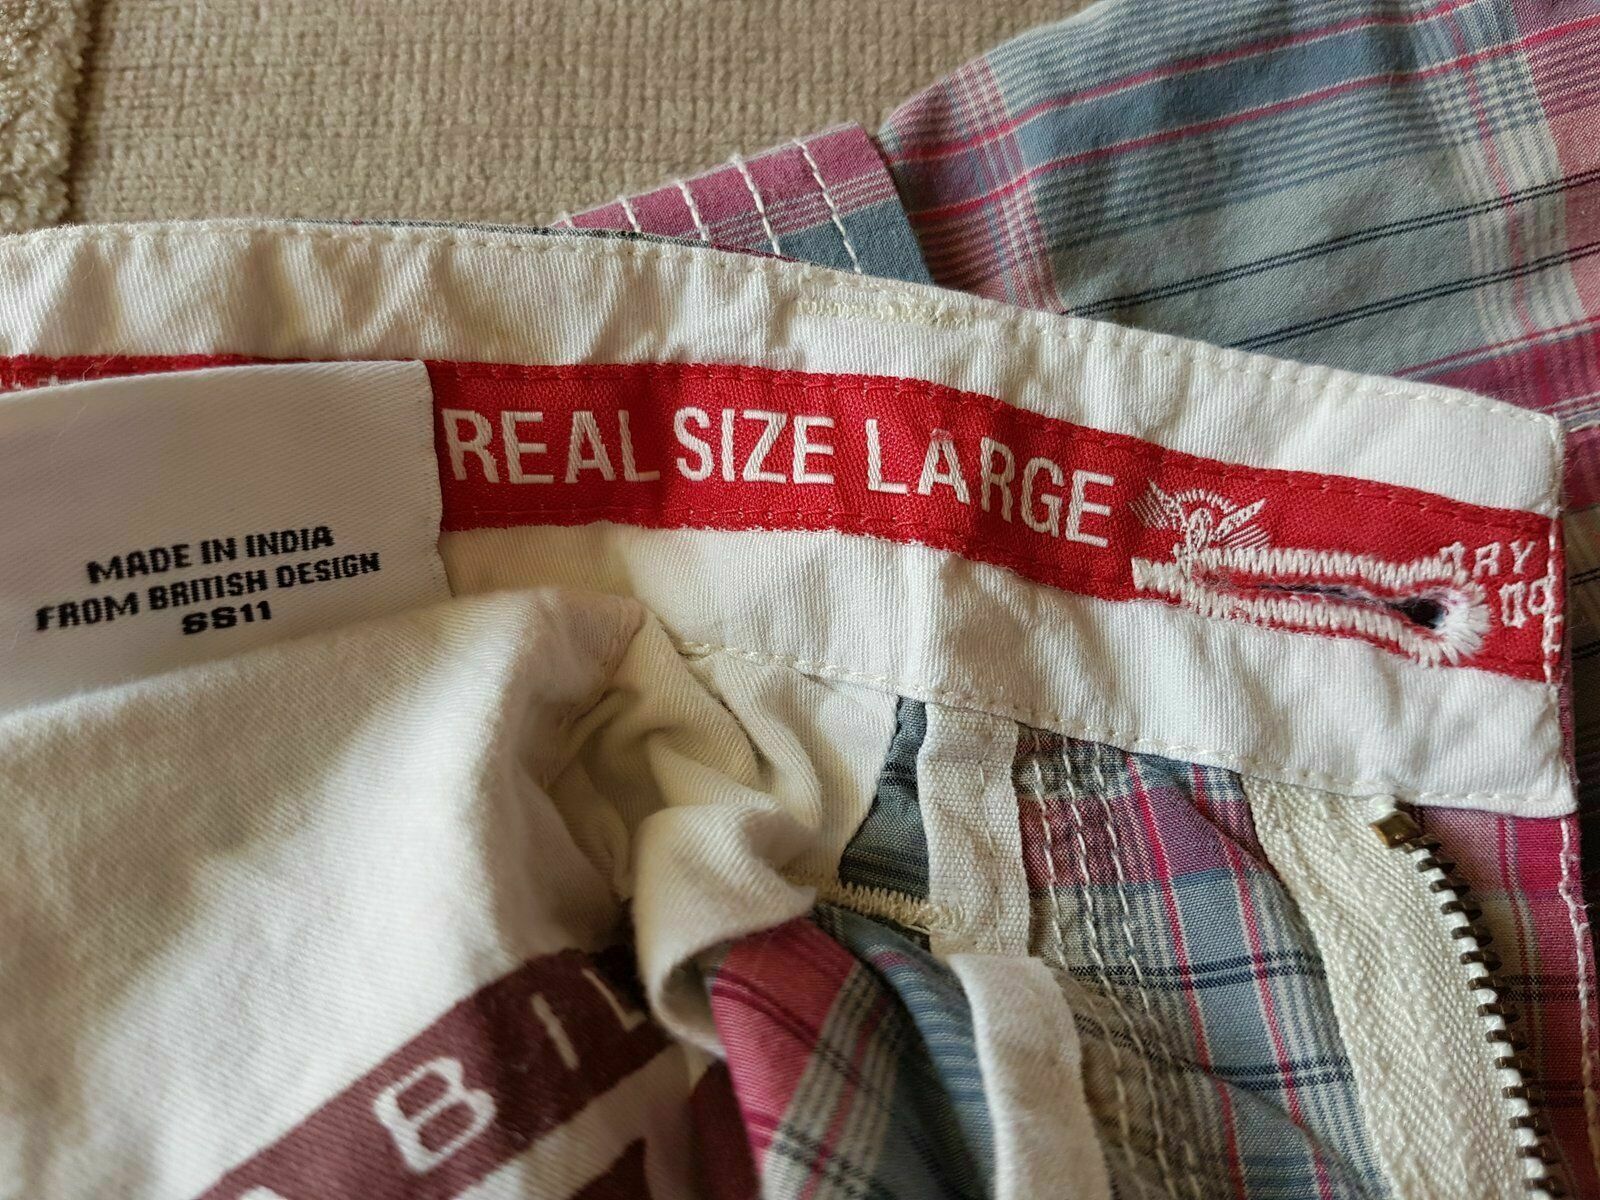 REAL SIZE LARGE
MADE IN INDIA
FROM BRITISH DESIGN
SS11